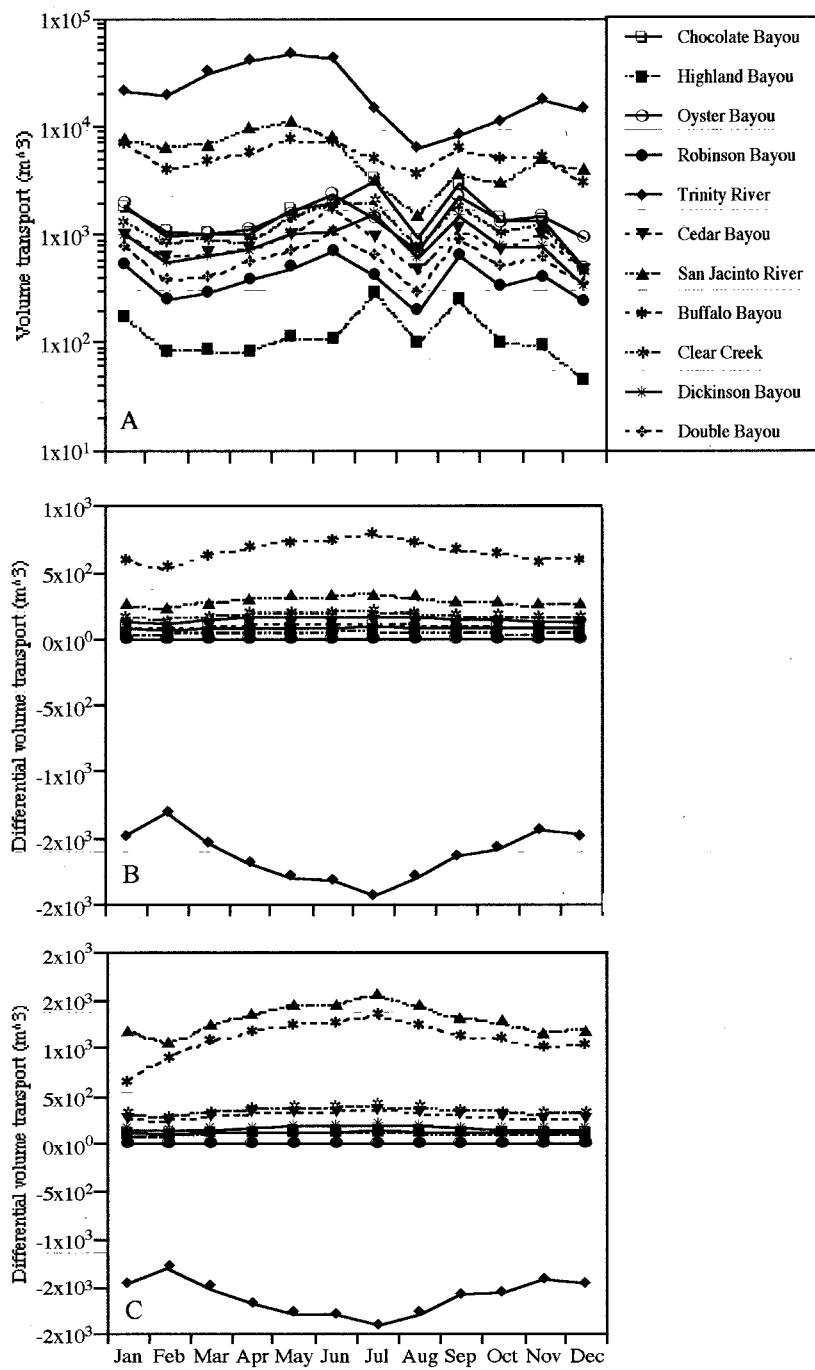 1x10^5
1x10^4
1x10^3
1x10^2
1x10^1
Volume transport (m^3)
A
Chocolate Bayou
Highland Bayou
Oyster Bayou
Robinson Bayou
Trinity River
Cedar Bayou
San Jacinto River
Buffalo Bayou
Clear Creek
Dickinson Bayou
Double Bayou
1x10^3
5x10^2
0x10^0
-5x10^2
-1x10^3
-2x10^3
-2x10^3
Differential volume transport (m^3)
B
2x10^3
2x10^3
1x10^3
5x10^2
0x10^0
-5x10^2
-1x10^3
-2x10^3
-2x10^3
Differential volume transport (m^3)
C
Jan Feb Mar Apr May Jun Jul Aug Sep Oct Nov Dec